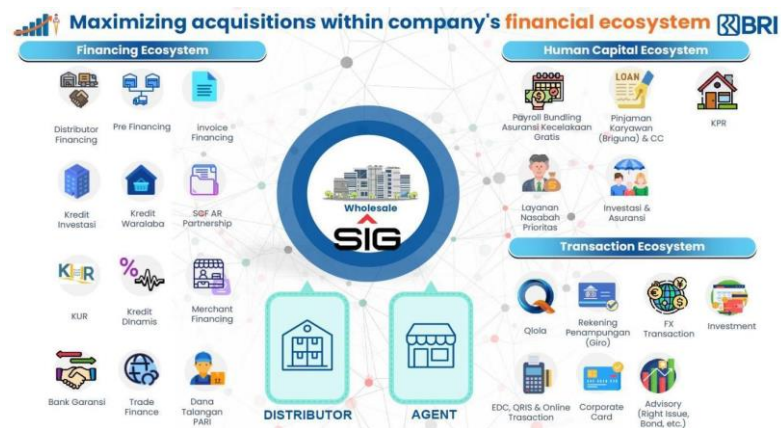 Maximizing acquisitions within company's financial ecosystem
BRI
Financing Ecosystem
Distributor
Financing
Pre Financing
invoice
Financing
Kredit
Investasi
Kredit
Waralaba
SCF AR
Partnership
KUR
KUR
%
Kredit
Dinamis
Merchant
Financing
Bank Garansi
Trade
Finance
Dana
Talangan
PARI
Wholesale
SIG
DISTRIBUTOR
AGENT
Human Capital Ecosystem
Payroll Bundling
Asuransi Kecelakaan
Gratis
LOAN
Pinjaman
Karyawan
(Briguna) & CC
KPR
Layanan
Nasabah
Prioritas
Investasi &
Asuransi
Transaction Ecosystem
Qlola
Rekening
Penampungan
(Giro)
FX
Transaction
Investment
EDC, QRIS & Online
Trasaction
Corporate
Card
Advisory
(Right Issue,
Bond, etc.)